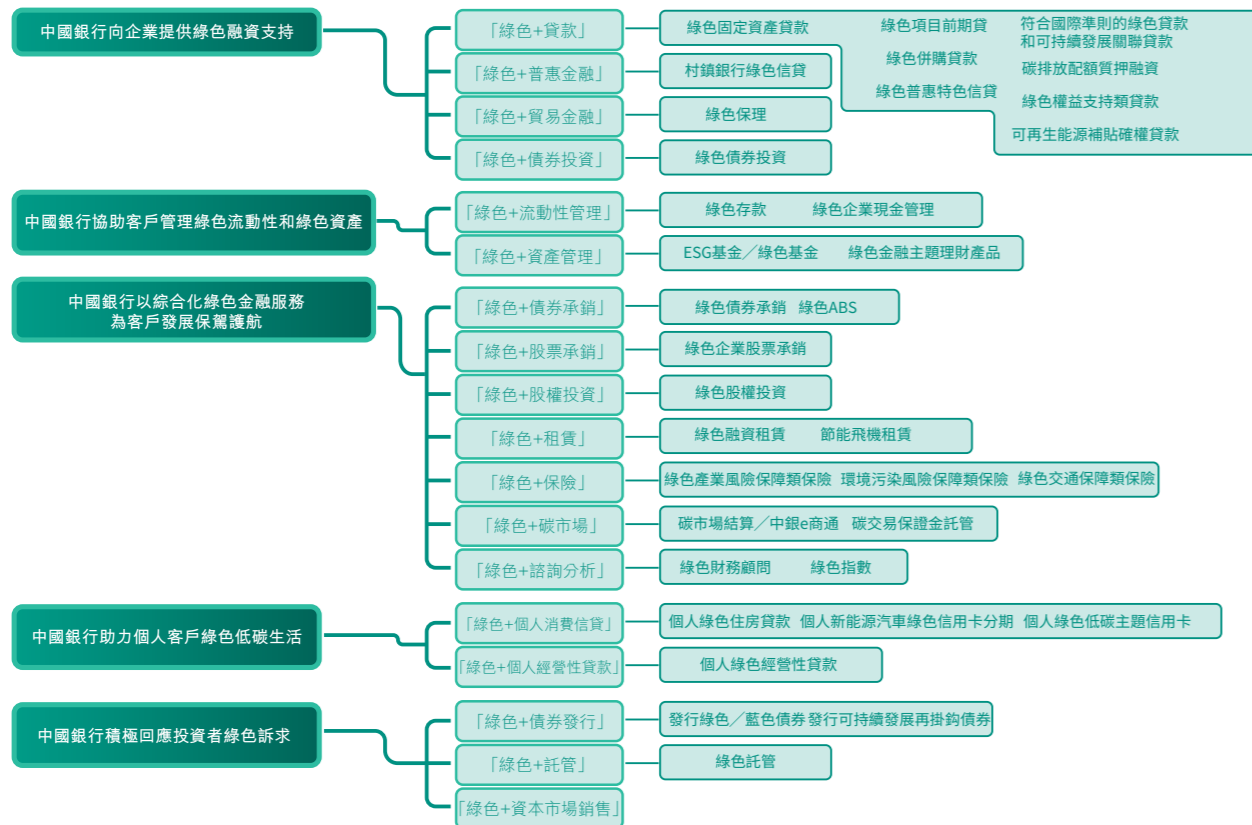 中國銀行向企業提供綠色融資支持
「綠色+貸款」
綠色固定資產貸款
綠色項目前期貸
符合國際準則的綠色貸款
和可持續發展關聯貸款
綠色併購貸款
碳排放配額質押融資
綠色普惠特色信貸
綠色權益支持類貸款
可再生能源補貼確權貸款
「綠色+普惠金融」
村鎮銀行綠色信貸
「綠色+貿易金融」
綠色保理
「綠色+債券投資」
綠色債券投資
中國銀行協助客戶管理綠色流動性和綠色資產
「綠色+流動性管理」
綠色存款
綠色企業現金管理
「綠色+資產管理」
ESG基金／綠色基金
綠色金融主題理財產品
中國銀行以綜合化綠色金融服務
為客戶發展保駕護航
「綠色+債券承銷」
綠色債券承銷
綠色ABS
「綠色+股票承銷」
綠色企業股票承銷
「綠色+股權投資」
綠色股權投資
「綠色+租賃」
綠色融資租賃
節能飛機租賃
「綠色+保險」
綠色產業風險保障類保險
環境污染風險保障類保險
綠色交通保障類保險
「綠色+碳市場」
碳市場結算／中銀e商通
碳交易保證金託管
「綠色+諮詢分析」
綠色財務顧問
綠色指數
中國銀行助力個人客戶綠色低碳生活
「綠色+個人消費信貸」
個人綠色住房貸款
個人新能源汽車綠色信用卡分期
個人綠色低碳主題信用卡
「綠色+個人經營性貸款」
個人綠色經營性貸款
中國銀行積極回應投資者綠色訴求
「綠色+債券發行」
發行綠色／藍色債券
發行可持續發展再掛鈎債券
「綠色+託管」
綠色託管
「綠色+資本市場銷售」